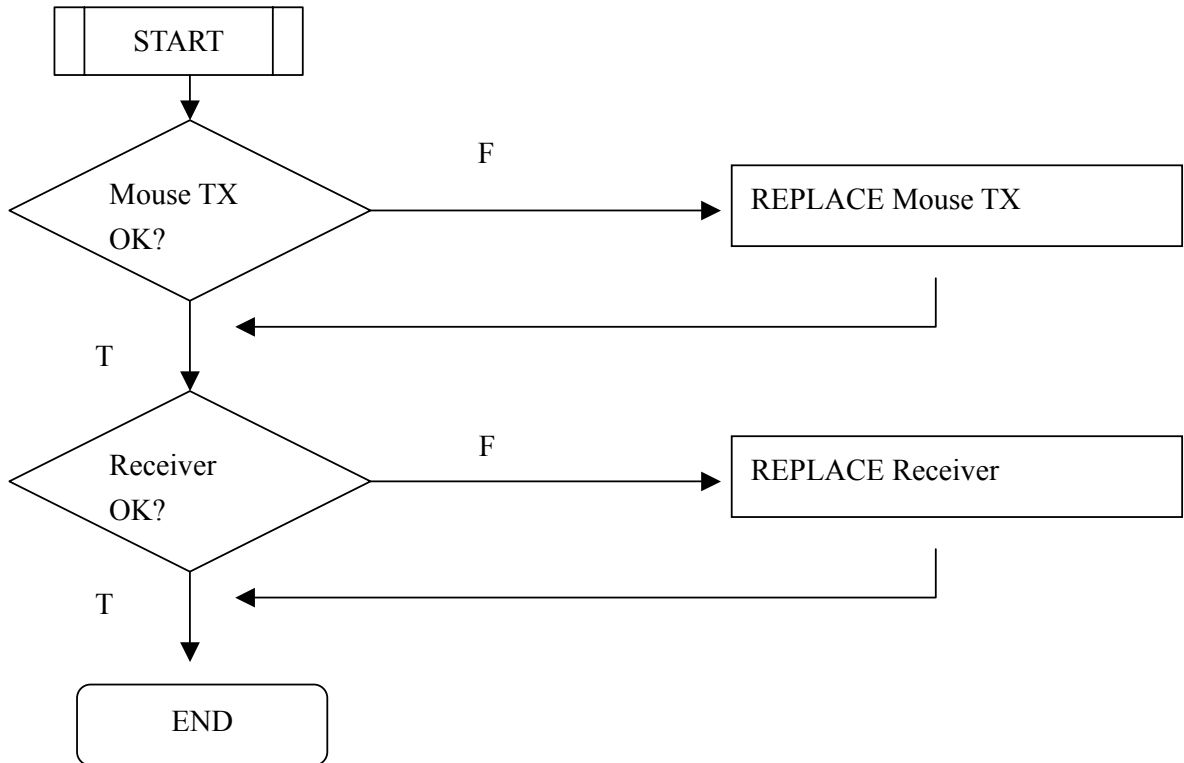 START
F
Mouse TX
OK?
REPLACE Mouse TX
T
F
Receiver
OK?
REPLACE Receiver
T
END